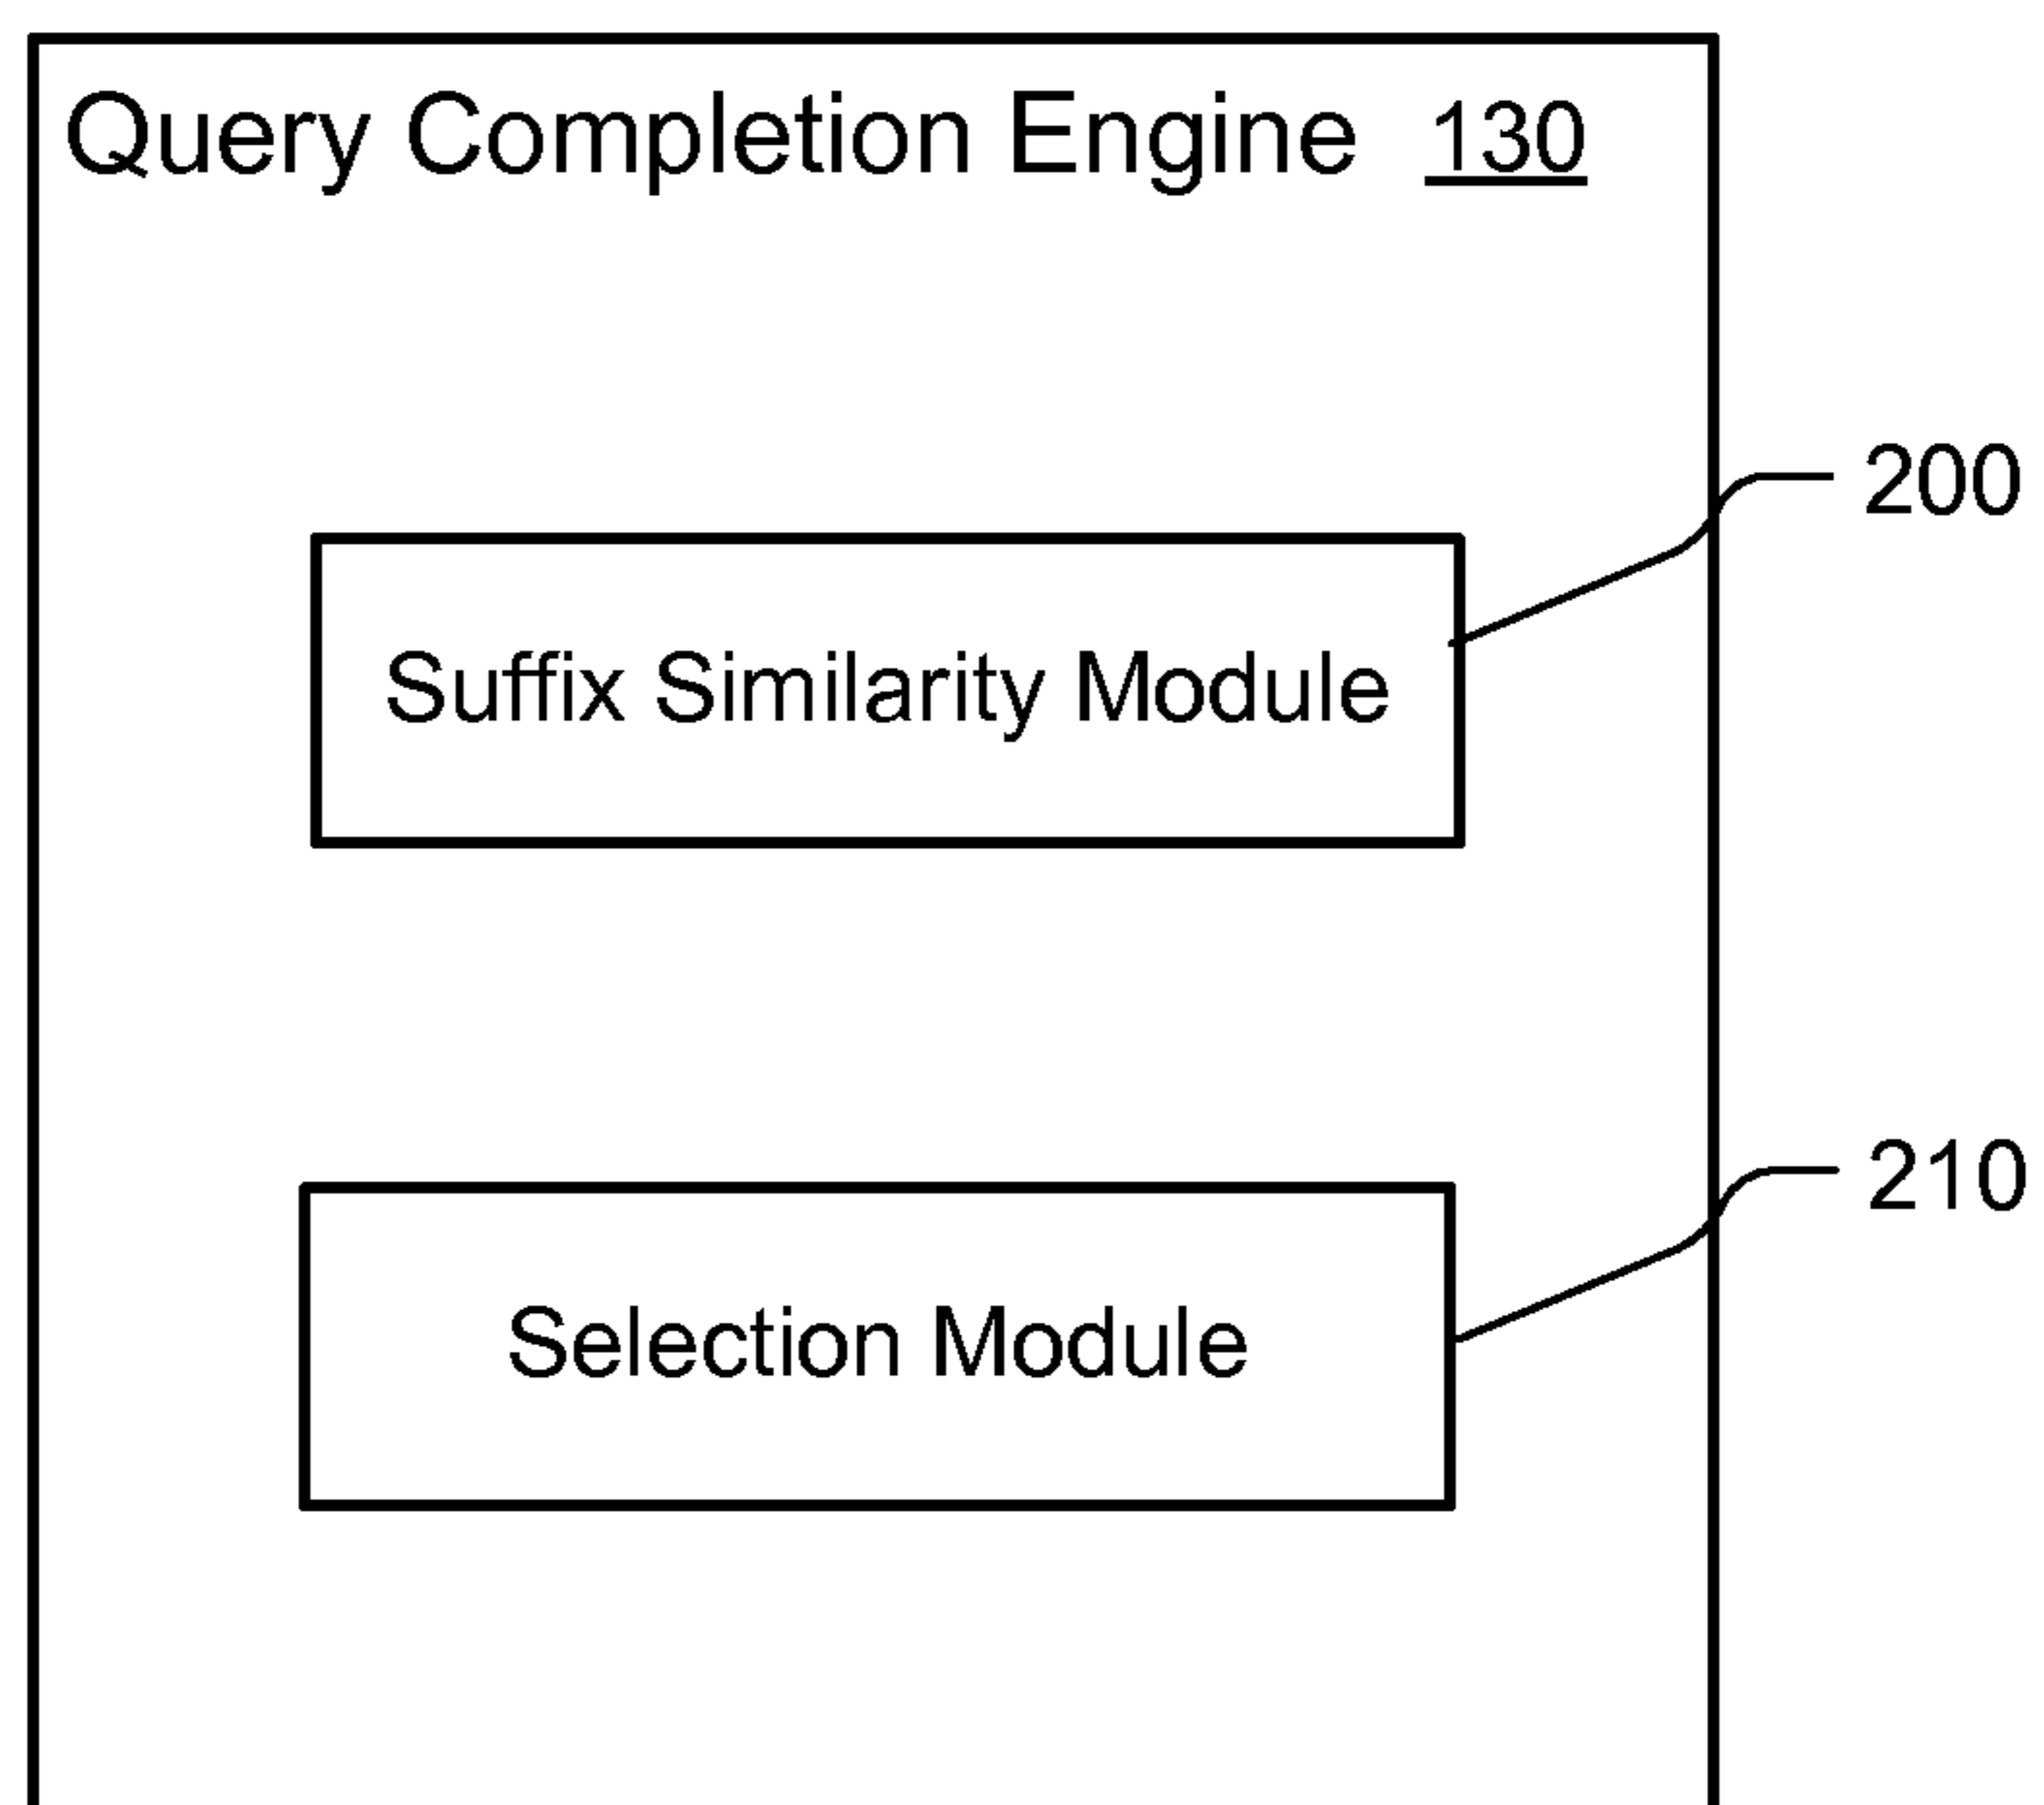 Query Completion Engine 130
200
Suffix Similarity Module
210
Selection Module